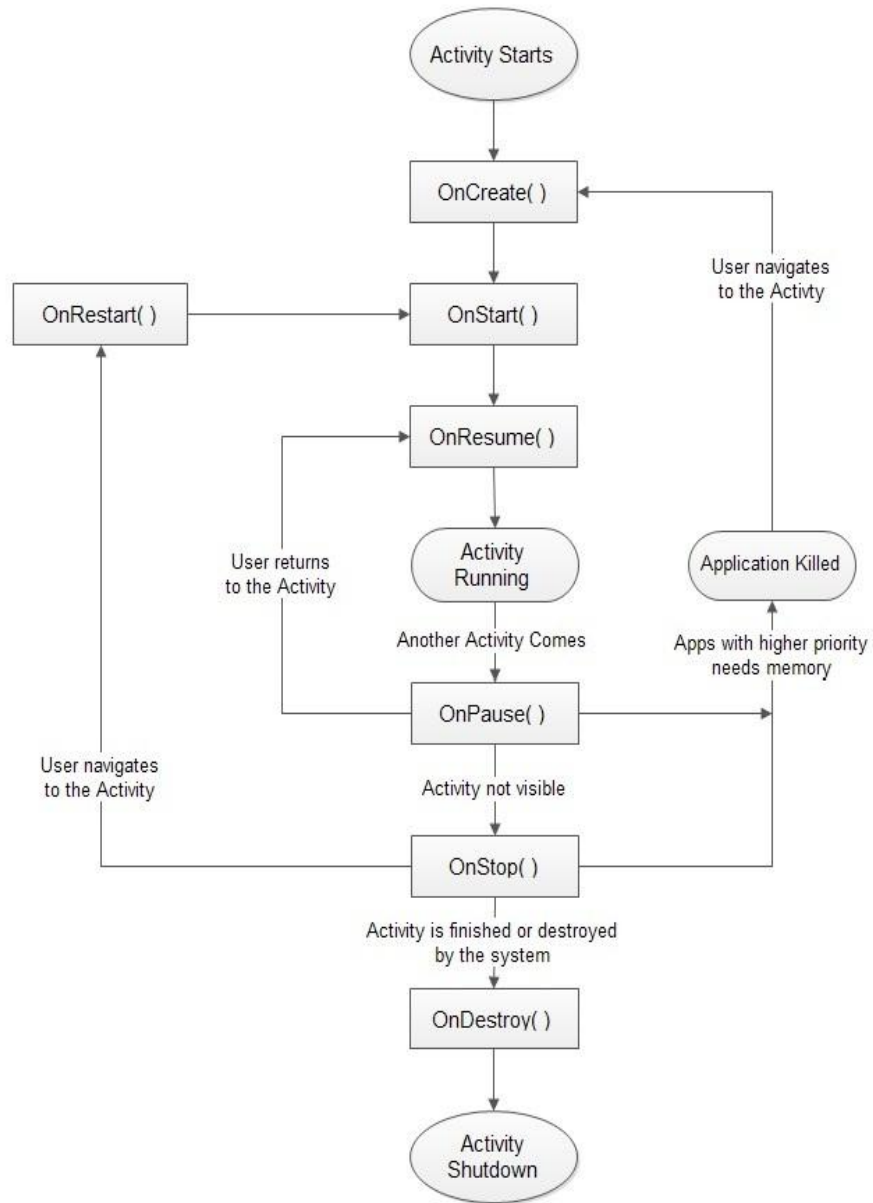 Activity Starts
OnCreate( )
User navigates
to the Activty
OnRestart( )
OnStart( )
OnResume( )
User returns
to the Activity
Activity
Running
Application Killed
Another Activity Comes
Apps with higher priority
needs memory
OnPause( )
User navigates
to the Activity
Activity not visible
OnStop( )
Activity is finished or destroyed
by the system
OnDestroy( )
Activity
Shutdown